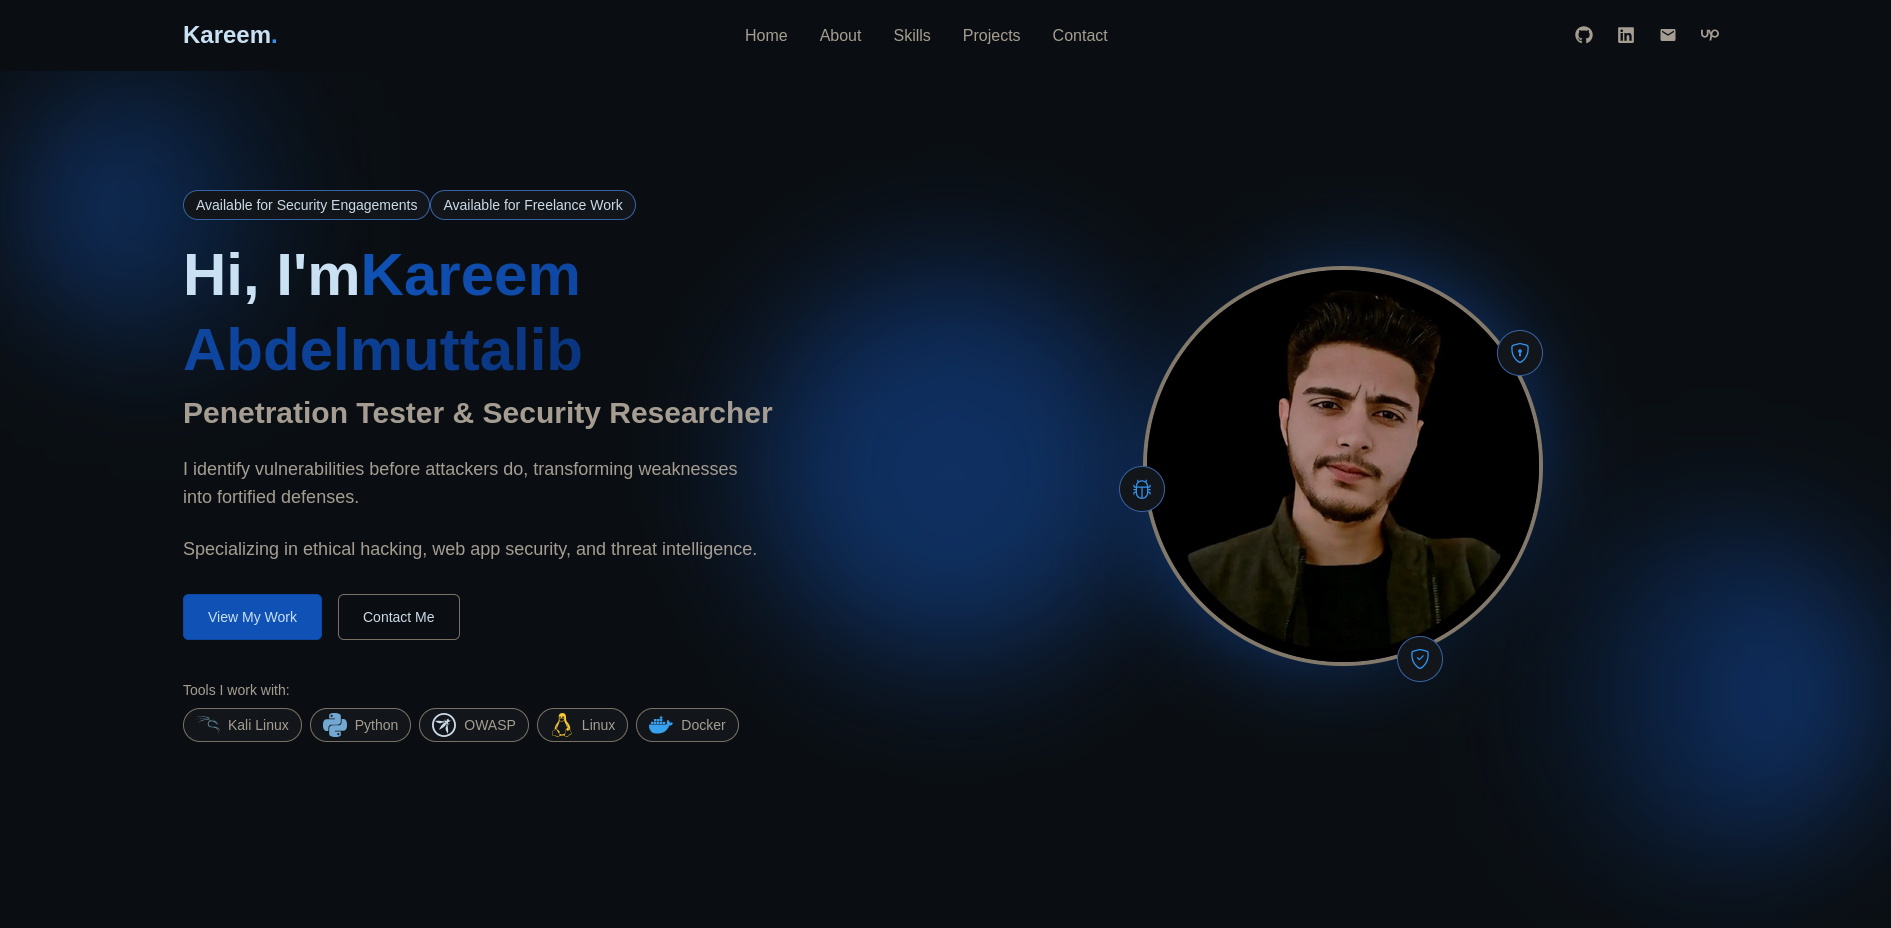 Kareem.
Home About Skills Projects Contact
up
Available for Security Engagements Available for Freelance Work
Hi, I'mKareem
Abdelmuttalib
Penetration Tester & Security Researcher
I identify vulnerabilities before attackers do, transforming weaknesses
into fortified defenses.
Specializing in ethical hacking, web app security, and threat intelligence.
View My Work Contact Me
Tools I work with:
Kali Linux Python OWASP Linux Docker